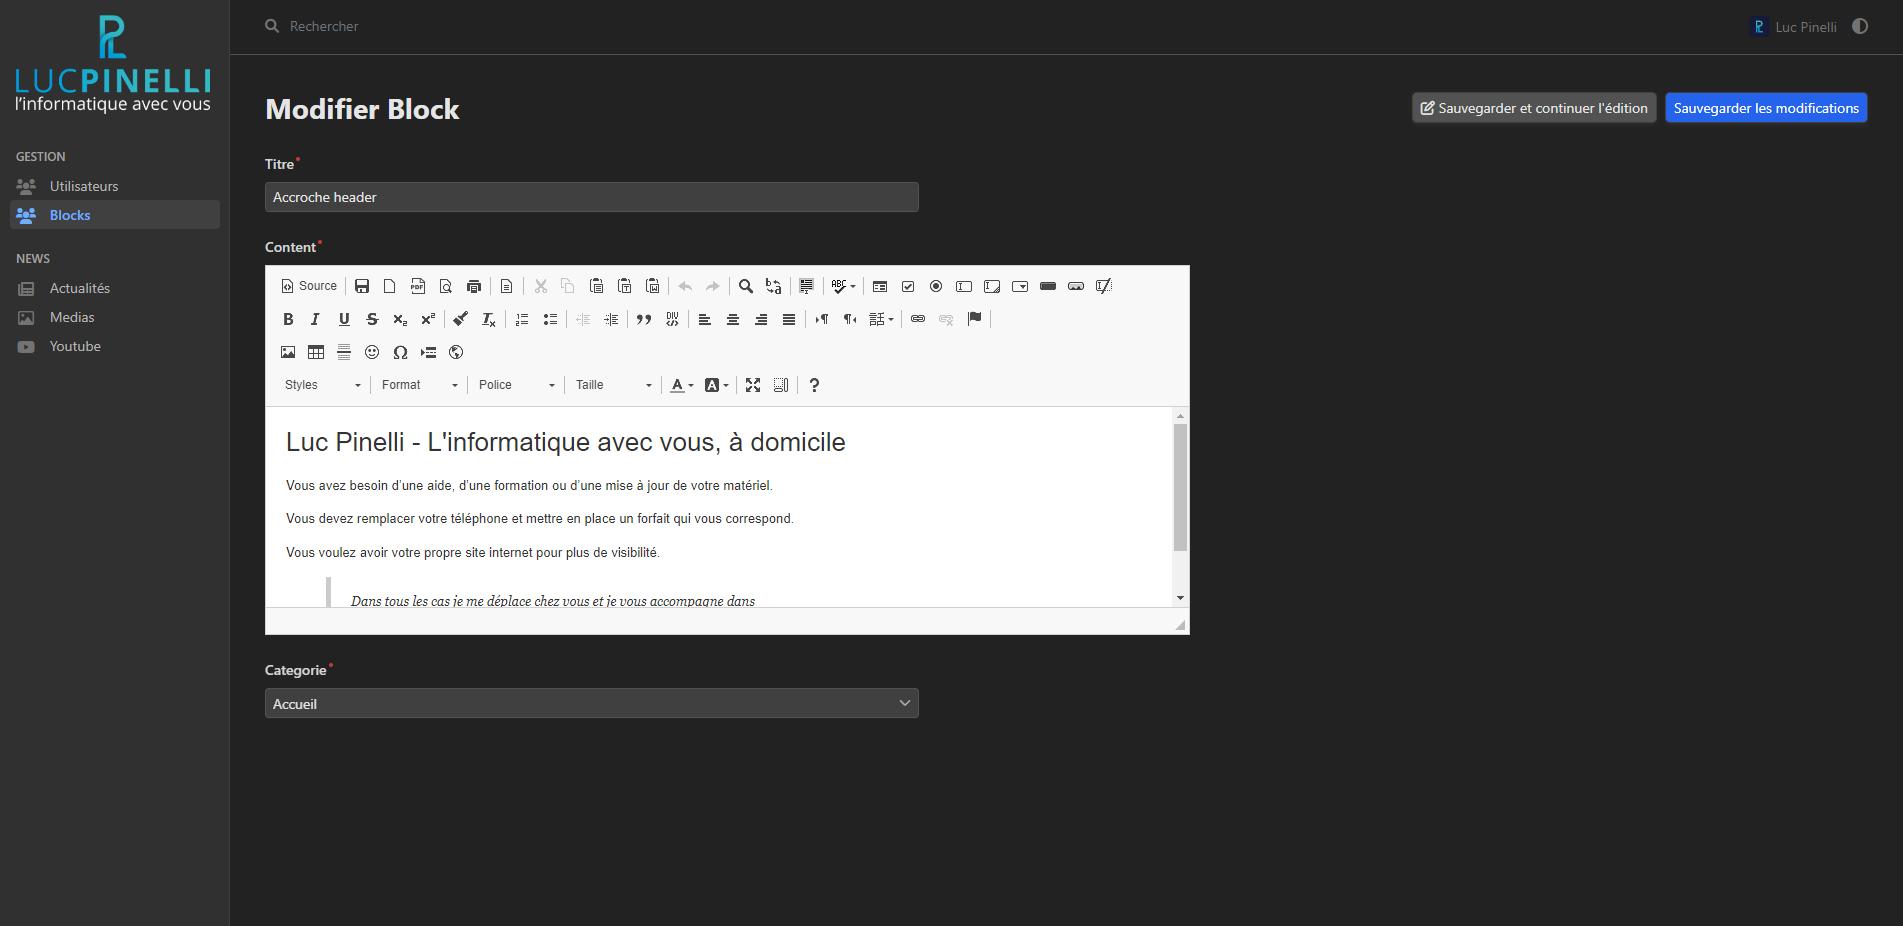 LUCPINELLI
l'informatique avec vous
GESTION
Utilisateurs
Blocks
NEWS
Actualités
Medias
Youtube
Rechercher
Luc Pinelli
Modifier Block
Sauvegarder et continuer l'édition
Sauvegarder les modifications
Titre
Accroche header
Content
Source
Styles
Format
Police
Taille
Luc Pinelli - L'informatique avec vous, à domicile
Vous avez besoin d’une aide, d’une formation ou d’une mise à jour de votre matériel.
Vous devez remplacer votre téléphone et mettre en place un forfait qui vous correspond.
Vous voulez avoir votre propre site internet pour plus de visibilité.
Dans tous les cas je me déplace chez vous et je vous accompagne dans
Categorie
Accueil